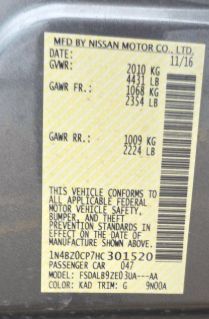 MFD BY NISSAN MOTOR CO., LTD.
DATE: 11/16
GVWR: 2010 KG
4431 LB
GAWR FR.: 1068 KG
2354 LB
GAWR RR.: 1009 KG
2224 LB
THIS VEHICLE CONFORMS TO
ALL APPLICABLE FEDERAL
MOTOR VEHICLE SAFETY,
BUMPER, AND THEFT
PREVENTION STANDARDS IN
EFFECT ON THE DATE OF
MANUFACTURE SHOWN ABOVE.
1N4BZ0CP7HC301520
PASSENGER CAR 047
MODEL: FSDALB9ZE03UA---AA
COLOR: KAD TRIM: G 9N00A